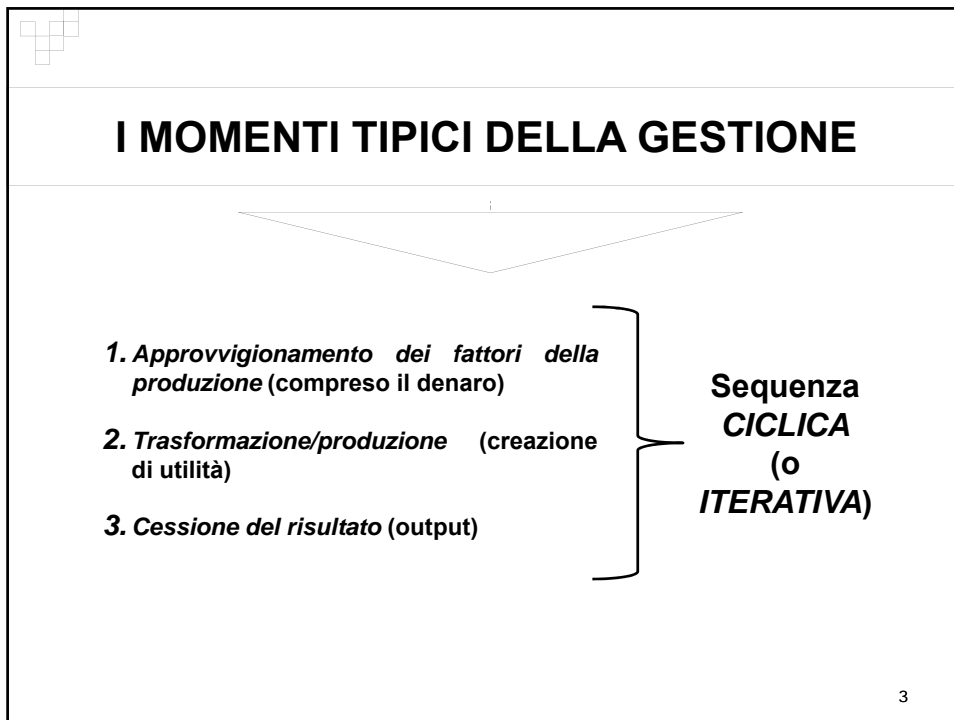 I MOMENTI TIPICI DELLA GESTIONE
1. Approvvigionamento dei fattori della
produzione (compreso il denaro)
2. Trasformazione/produzione (creazione
di utilità)
3. Cessione del risultato (output)
Sequenza
CICLICA
(o
ITERATIVA)
3